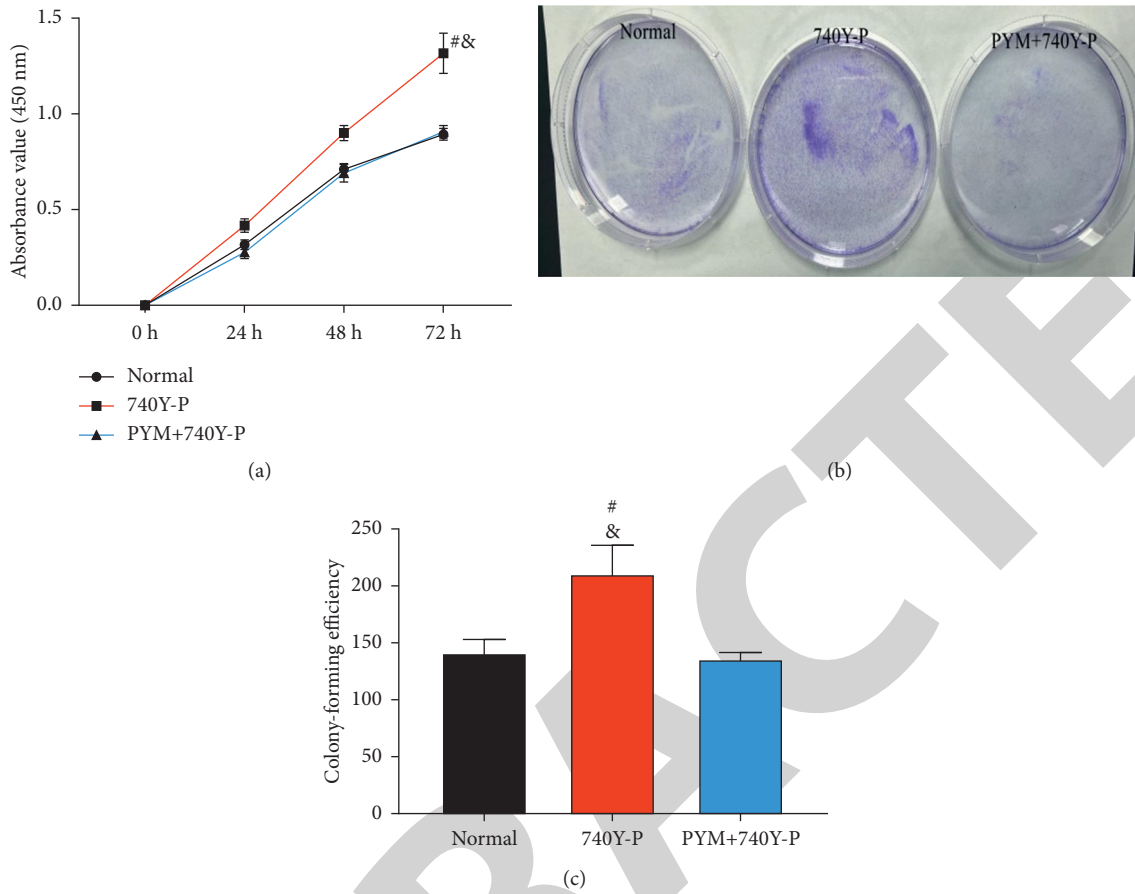 1.5
1.0
0.5
0.0
Absorbance value (450 nm)
#&
0 h 24 h 48 h 72 h
Normal
740Y-P
PYM+740Y-P
(a)
Normal 740Y-P PYM+740Y-P
(b)
250
200
150
100
50
0
Colony-forming efficiency
#
&
Normal 740Y-P PYM+740Y-P
(c)
RACTE